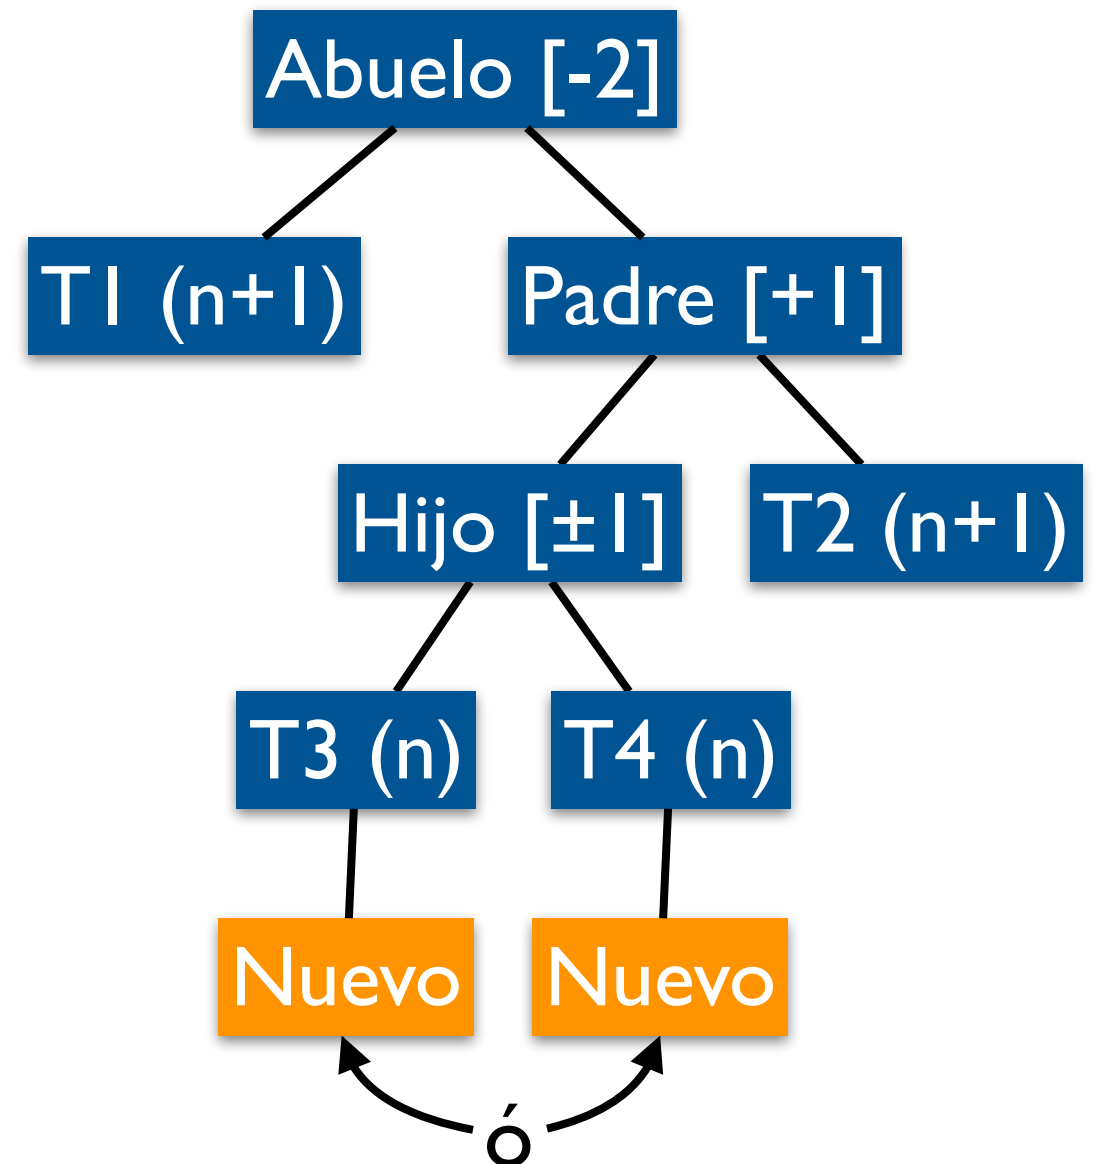 Abuelo [-2]
T1 (n+1)
Padre [+1]
Hijo [±1]
T2 (n+1)
T3 (n)
T4 (n)
Nuevo
Nuevo
ó